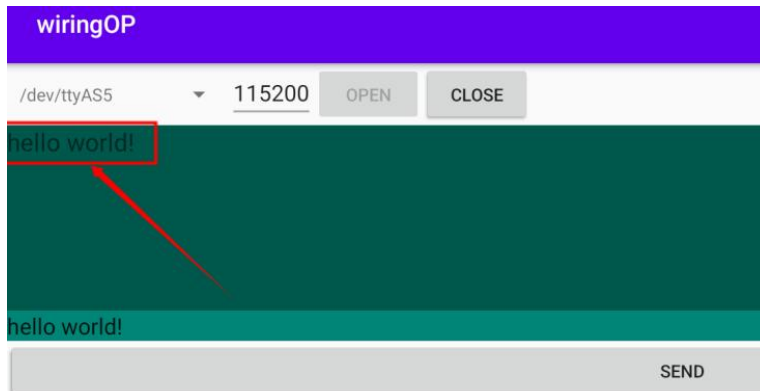 wiringOP
/dev/ttyAS5 115200 OPEN CLOSE
hello world!
hello world!
SEND